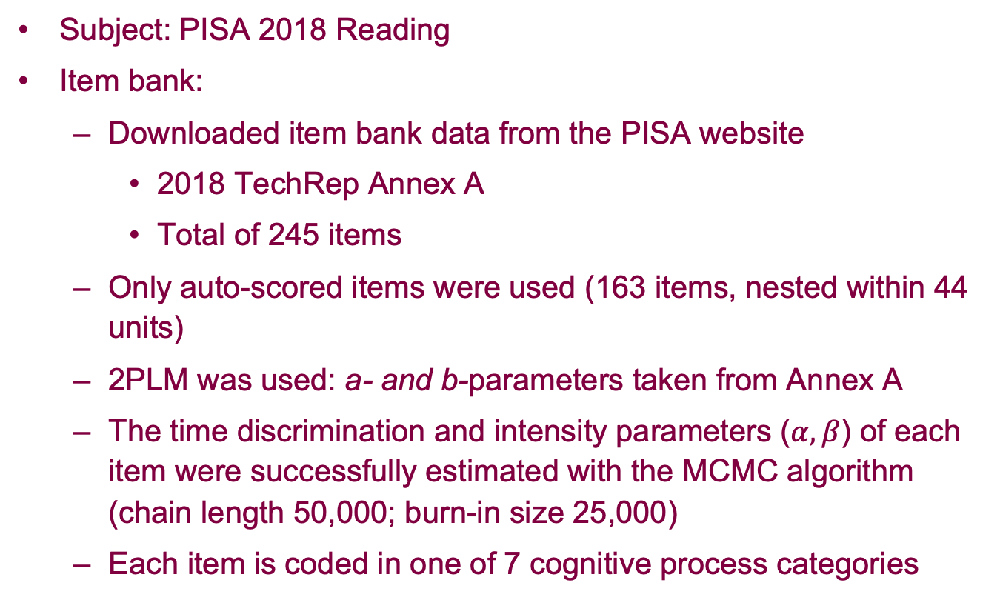 • Subject: PISA 2018 Reading
• Item bank:
– Downloaded item bank data from the PISA website
• 2018 TechRep Annex A
• Total of 245 items
– Only auto-scored items were used (163 items, nested within 44
units)
– 2PLM was used: a- and b-parameters taken from Annex A
– The time discrimination and intensity parameters (α, β) of each
item were successfully estimated with the MCMC algorithm
(chain length 50,000; burn-in size 25,000)
– Each item is coded in one of 7 cognitive process categories